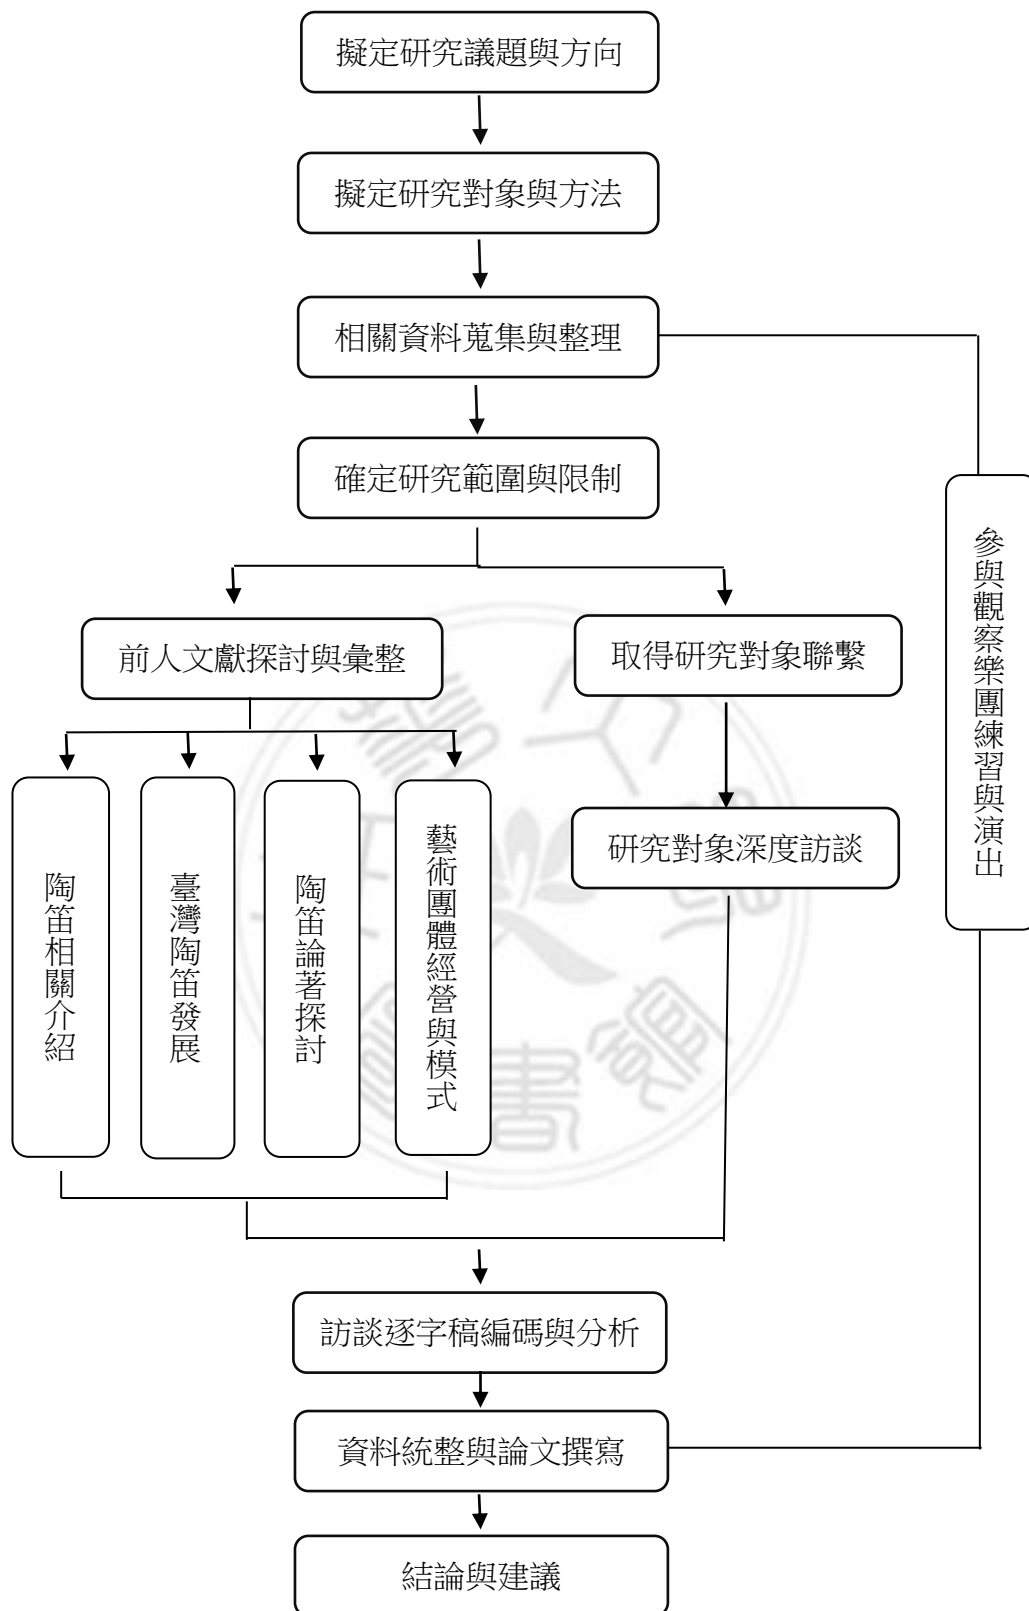 擬定研究議題與方向
擬定研究對象與方法
相關資料蒐集與整理
確定研究範圍與限制
參與觀察樂團練習與演出
前人文獻探討與彙整
取得研究對象聯繫
陶笛相關介紹
臺灣陶笛發展
陶笛論著探討
藝術團體經營與模式
研究對象深度訪談
訪談逐字稿編碼與分析
資料統整與論文撰寫
結論與建議